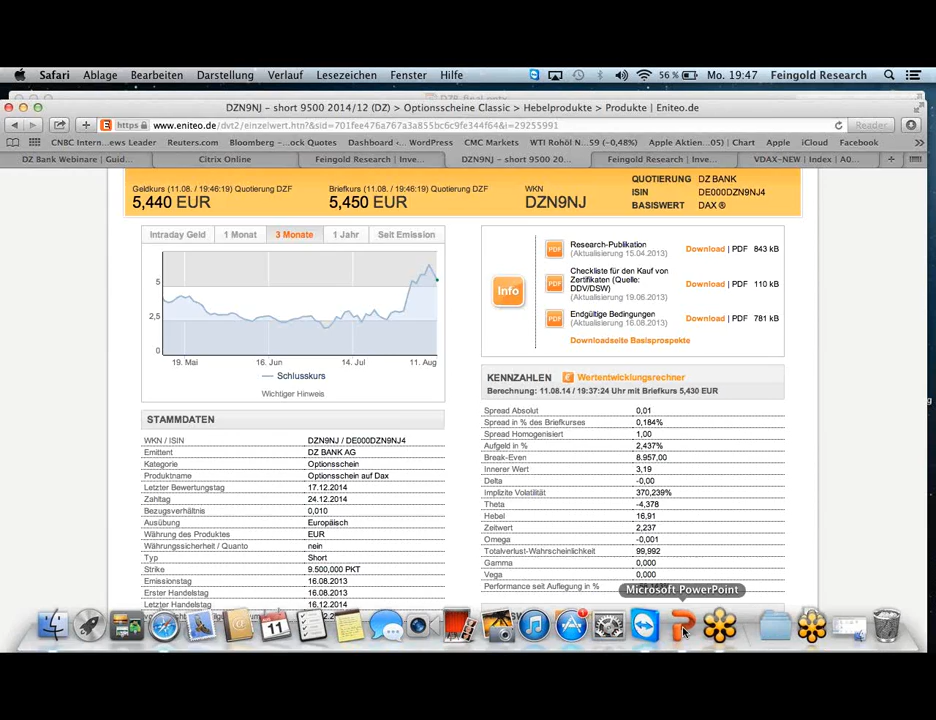 Safari Ablage Bearbeiten Darstellung Verlauf Lesezeichen Fenster Hilfe 56 % Mo. 19:47 Feingold Research
DZN9NJ – short 9500 2014/12 (DZ) > Optionsscheine Classic > Hebelprodukte > Produkte | Eniteo.de
https www.eniteo.de/dvt2/einzelwert.htn?&sid=701fee476a767a3a855bc6c9fe344f64&i=29255991 Reader
CNBC Intern...ews Leader Reuters.com Bloomberg – ...ock Quotes Dashboard ‹... WordPress CMC Markets WTI Rohöl N... 59 (-0,48%) Apple Aktien...05) | Chart Apple iCloud Facebook
DZ Bank Webinare | Guid... Citrix Online Feingold Research | Inve... DZN9NJ – short 9500 20... Feingold Research | Inve... VDAX-NEW | Index | A0...
Geldkurs (11.08. / 19:46:19) Quotierung DZF
5,440 EUR
Briefkurs (11.08. / 19:46:19) Quotierung DZF
5,450 EUR
WKN
DZN9NJ
QUOTIERUNG DZ BANK
ISIN DE000DZN9NJ4
BASISWERT DAX ®
Intraday Geld 1 Monat 3 Monate 1 Jahr Seit Emission
5
2,5
0
19. Mai 16. Jun 14. Jul 11. Aug
Schlusskurs
Wichtiger Hinweis
Info
PDF Research-Publikation
(Aktualisierung 15.04.2013)
Download | PDF 843 kB
PDF Checkliste für den Kauf von
Zertifikaten (Quelle:
DDV/DSW)
(Aktualisierung 19.06.2013)
Download | PDF 110 kB
PDF Endgültige Bedingungen
(Aktualisierung 16.08.2013)
Download | PDF 781 kB
Downloadseite Basisprospekte
STAMMDATEN
WKN / ISIN DZN9NJ / DE000DZN9NJ4
Emittent DZ BANK AG
Kategorie Optionsschein
Produktname Optionsschein auf Dax
Letzter Bewertungstag 17.12.2014
Zahltag 24.12.2014
Bezugsverhältnis 0,010
Ausübung Europäisch
Währung des Produktes EUR
Währungssicherheit / Quanto nein
Typ Short
Strike 9.500,000 PKT
Emissionstag 16.08.2013
Erster Handelstag 16.08.2013
Letzter Handelstag 16.12.2014
KENNZAHLEN Wertentwicklungsrechner
Berechnung: 11.08.14 / 19:37:24 Uhr mit Briefkurs 5,430 EUR
Spread Absolut 0,01
Spread in % des Briefkurses 0,184%
Spread Homogenisiert 1,00
Aufgeld in % 2,437%
Break-Even 8.957,00
Innerer Wert 3,19
Delta -0,00
Implizite Volatilität 370,239%
Theta -4,378
Hebel 16,91
Zeitwert 2,237
Omega -0,001
Totalverlust-Wahrscheinlichkeit 99,992
Gamma 0,000
Vega 0,000
Performance seit Auflegung in %
Microsoft PowerPoint
11
1